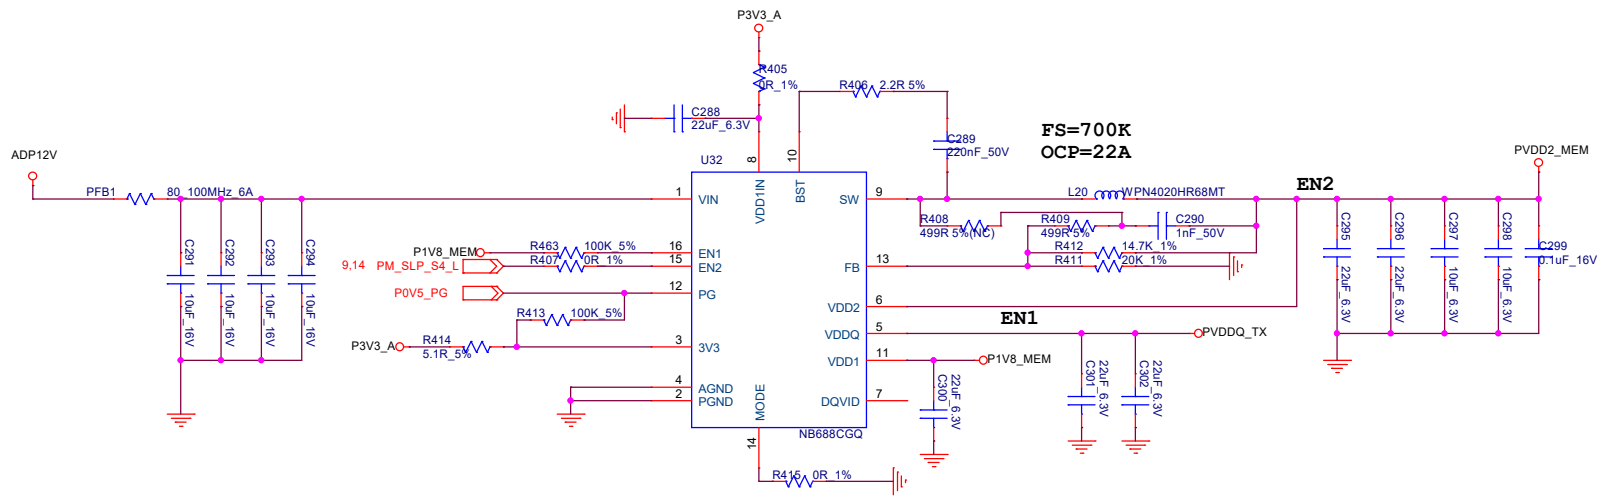 P3V3_A
R405
0R_1%
R406 2.2R 5%
C288
22uF_6.3V
C289
220nF_50V
FS=700K
OCP=22A
ADP12V
PVDD2_MEM
U32
8
10
VDD1IN
BST
PFB1 80_100MHz_6A
1 VIN
SW 9
L20 WPN4020HR68MT
EN2
R408
499R 5%(NC)
R409
499R 5%
C290
1nF_50V
C291
10uF_16V
C292
10uF_16V
C293
10uF_16V
C294
10uF_16V
C295
22uF_6.3V
C296
22uF_6.3V
C297
10uF_6.3V
C298
10uF_6.3V
C299
0.1uF_16V
P1V8_MEM
R463 100K_5%
16 EN1
R412 14.7K_1%
9,14 PM_SLP_S4_L
R407 0R_1%
15 EN2
FB 13
R411 20K_1%
P0V5_PG
12 PG
VDD2 6
R413 100K_5%
EN1
VDDQ 5
PVDDQ_TX
P3V3_A
R414
5.1R_5%
3 3V3
VDD1 11
P1V8_MEM
C300
22uF_6.3V
C301
22uF_6.3V
C302
22uF_6.3V
4 AGND
2 PGND
MODE
DQVID 7
NB688CGQ
14
R415 0R_1%